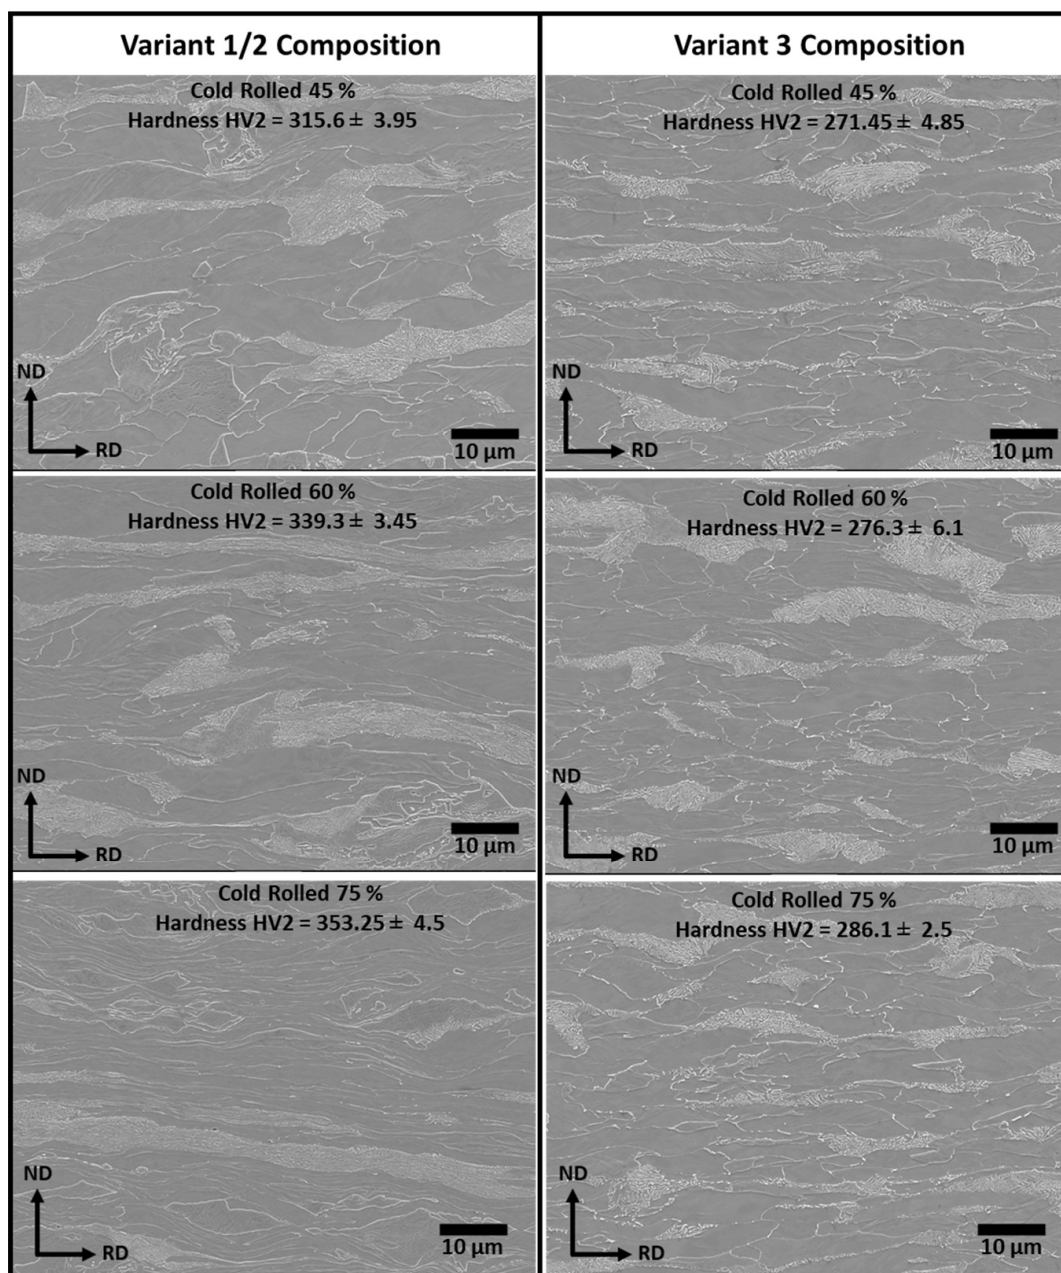 Variant 1/2 Composition
Variant 3 Composition
Cold Rolled 45 %
Hardness HV2 = 315.6 ± 3.95
ND
RD
10 µm
Cold Rolled 45 %
Hardness HV2 = 271.45 ± 4.85
ND
RD
10 µm
Cold Rolled 60 %
Hardness HV2 = 339.3 ± 3.45
ND
RD
10 µm
Cold Rolled 60 %
Hardness HV2 = 276.3 ± 6.1
ND
RD
10 µm
Cold Rolled 75 %
Hardness HV2 = 353.25 ± 4.5
ND
RD
10 µm
Cold Rolled 75 %
Hardness HV2 = 286.1 ± 2.5
ND
RD
10 µm